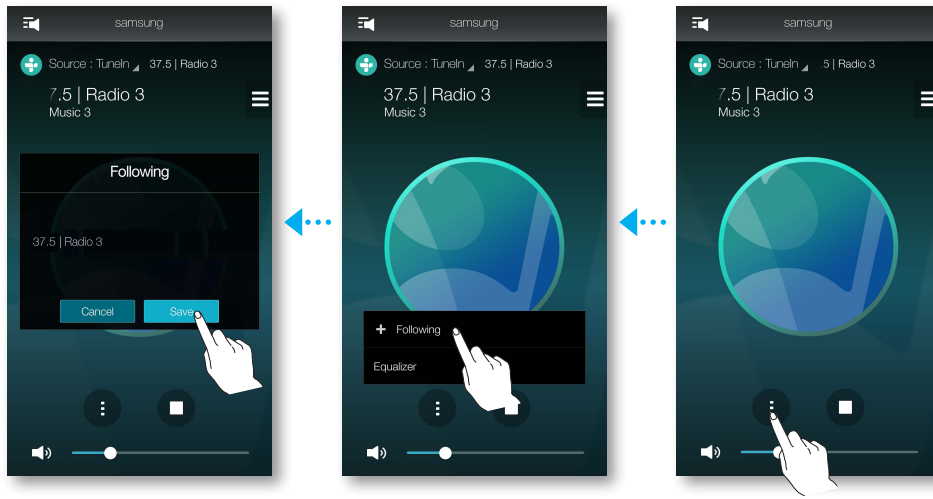 samsung
Source : TuneIn 37.5 | Radio 3
7.5 | Radio 3
Music 3
Following
37.5 | Radio 3
Cancel Save
samsung
Source : TuneIn 37.5 | Radio 3
37.5 | Radio 3
Music 3
+ Following
Equalizer
samsung
Source : TuneIn .5 | Radio 3
7.5 | Radio 3
Music 3